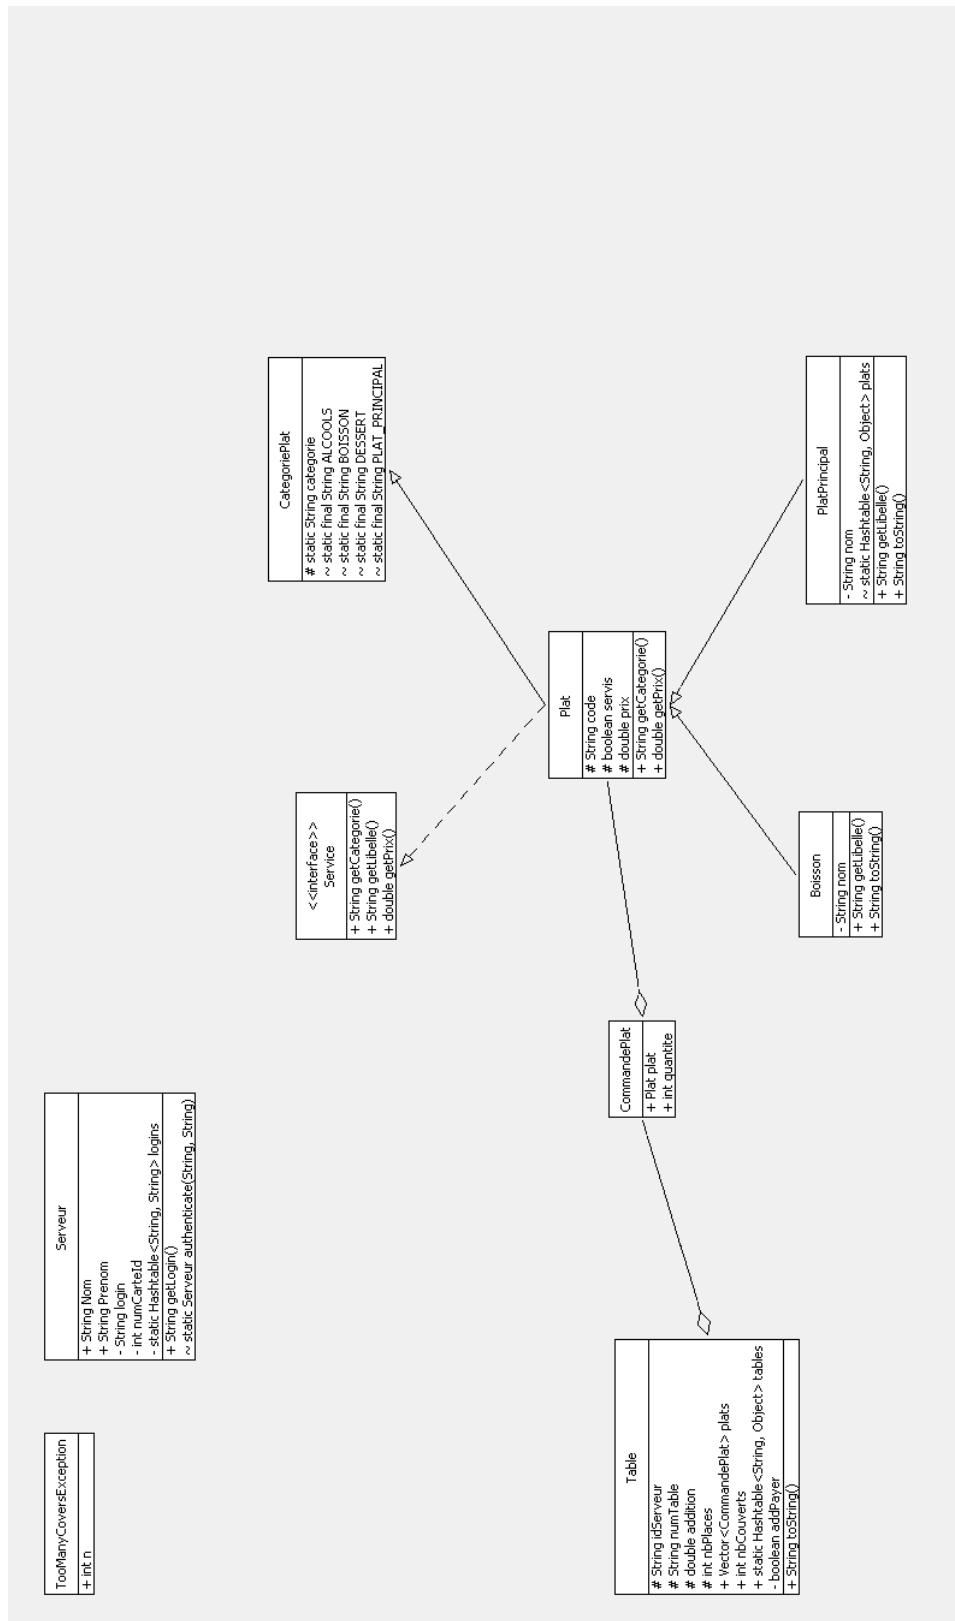 TooManyCoversException
+ int n
Serveur
+ String Nom
+ String Prenom
- String login
- int numCarteId
- static Hashtable<String, String> logins
+ String getLogin()
~ static Serveur authenticate(String, String)
<<interface>>
Service
+ String getCategorie()
+ String getLibelle()
+ double getPrix()
CategoriePlat
# static String categorie
~ static final String ALCOOLS
~ static final String BOISSON
~ static final String DESSERT
~ static final String PLAT_PRINCIPAL
Table
# String idServeur
# String numTable
# double addition
# int nbPlaces
+ Vector<CommandePlat> plats
+ int nbCouverts
+ static Hashtable<String, Object> tables
- boolean addPayer
+ String toString()
CommandePlat
+ Plat plat
+ int quantite
Plat
# String code
# boolean servis
# double prix
+ String getCategorie()
+ double getPrix()
Boisson
- String nom
+ String getLibelle()
+ String toString()
PlatPrincipal
- String nom
~ static Hashtable<String, Object> plats
+ String getLibelle()
+ String toString()